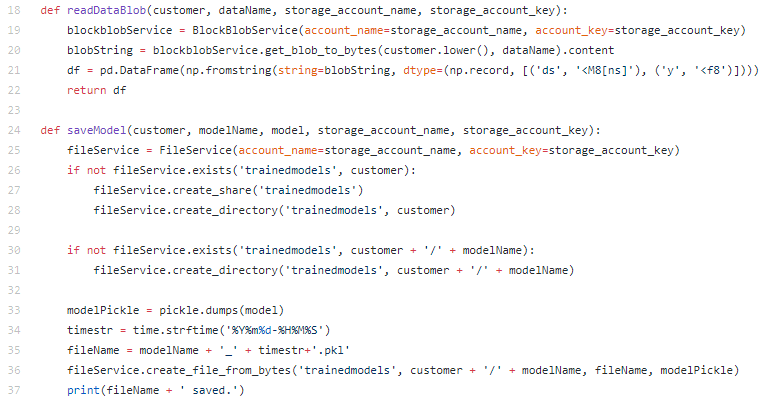 18 def readDataBlob(customer, dataName, storage_account_name, storage_account_key):
19     blockblobService = BlockBlobService(account_name=storage_account_name, account_key=storage_account_key)
20     blobString = blockblobService.get_blob_to_bytes(customer.lower(), dataName).content
21     df = pd.DataFrame(np.fromstring(string=blobString, dtype=(np.record, [('ds', '<M8[ns]'), ('y', '<f8')])))
22     return df
23
24 def saveModel(customer, modelName, model, storage_account_name, storage_account_key):
25     fileService = FileService(account_name=storage_account_name, account_key=storage_account_key)
26     if not fileService.exists('trainedmodels', customer):
27         fileService.create_share('trainedmodels')
28         fileService.create_directory('trainedmodels', customer)
29
30     if not fileService.exists('trainedmodels', customer + '/' + modelName):
31         fileService.create_directory('trainedmodels', customer + '/' + modelName)
32
33     modelPickle = pickle.dumps(model)
34     timestr = time.strftime('%Y%m%d-%H%M%S')
35     fileName = modelName + '_' + timestr+'.pkl'
36     fileService.create_file_from_bytes('trainedmodels', customer + '/' + modelName, fileName, modelPickle)
37     print(fileName + ' saved.')